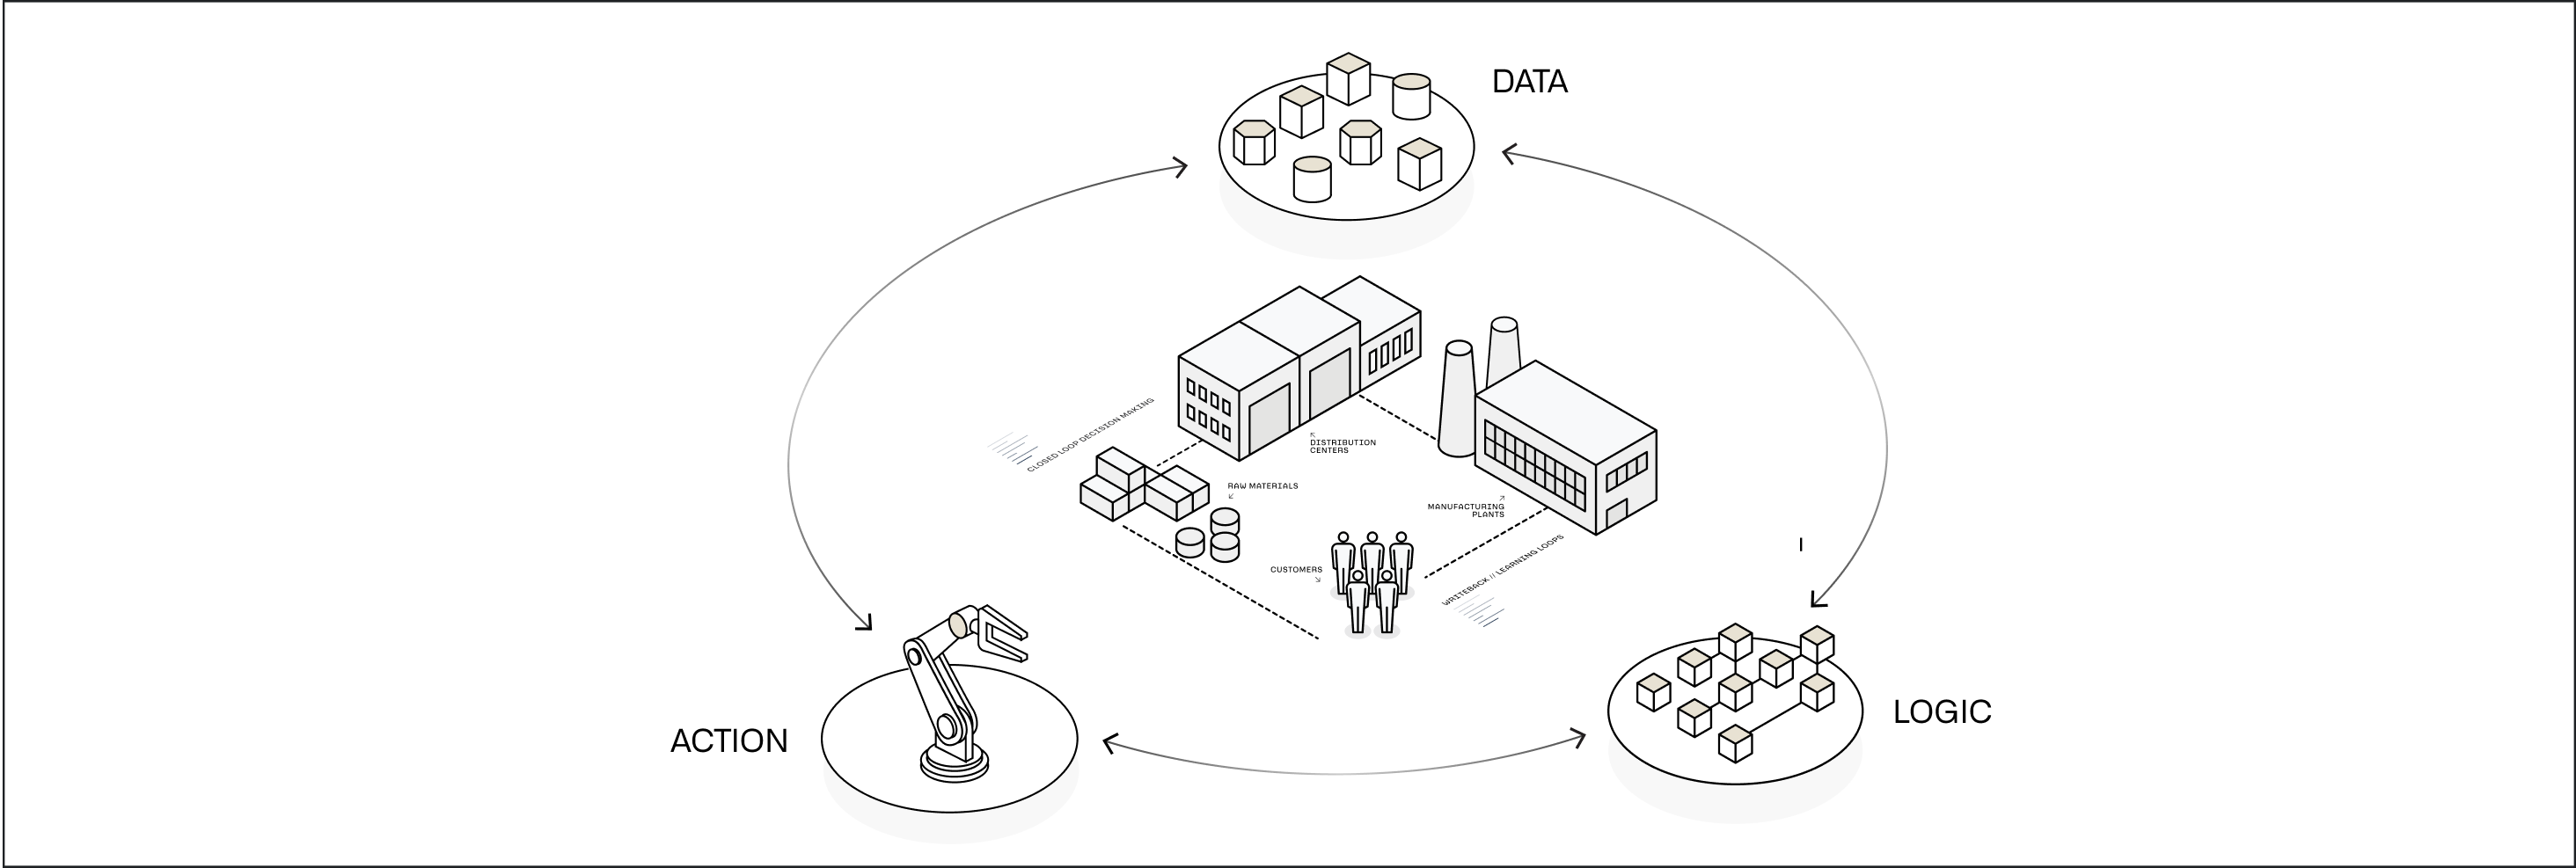 DATA
CLOSED LOOP DECISION MAKING
DISTRIBUTION
CENTERS
RAW MATERIALS
MANUFACTURING
PLANTS
CUSTOMERS
WRITEBACK // LEARNING LOOPS
ACTION
LOGIC